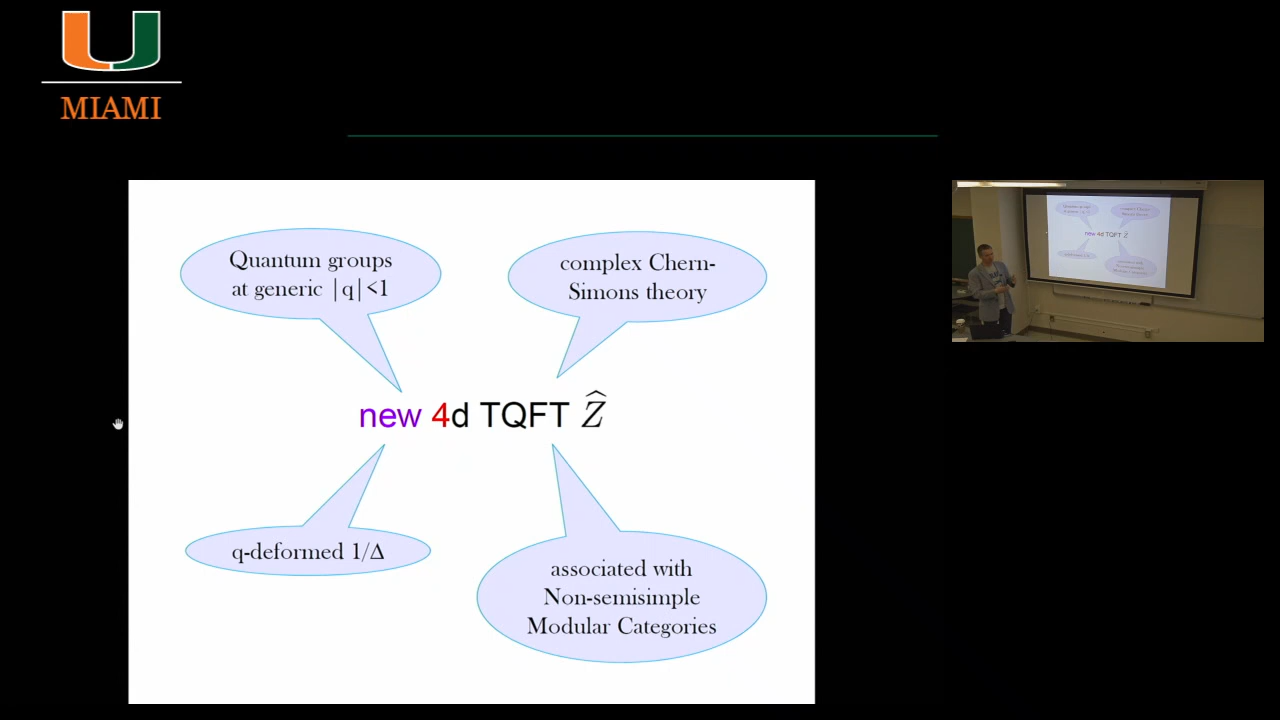 MIAMI
Quantum groups
at generic |q|<1
complex Chern-
Simons theory
new 4d TQFT Ẑ
q-deformed 1/Δ
associated with
Non-semisimple
Modular Categories